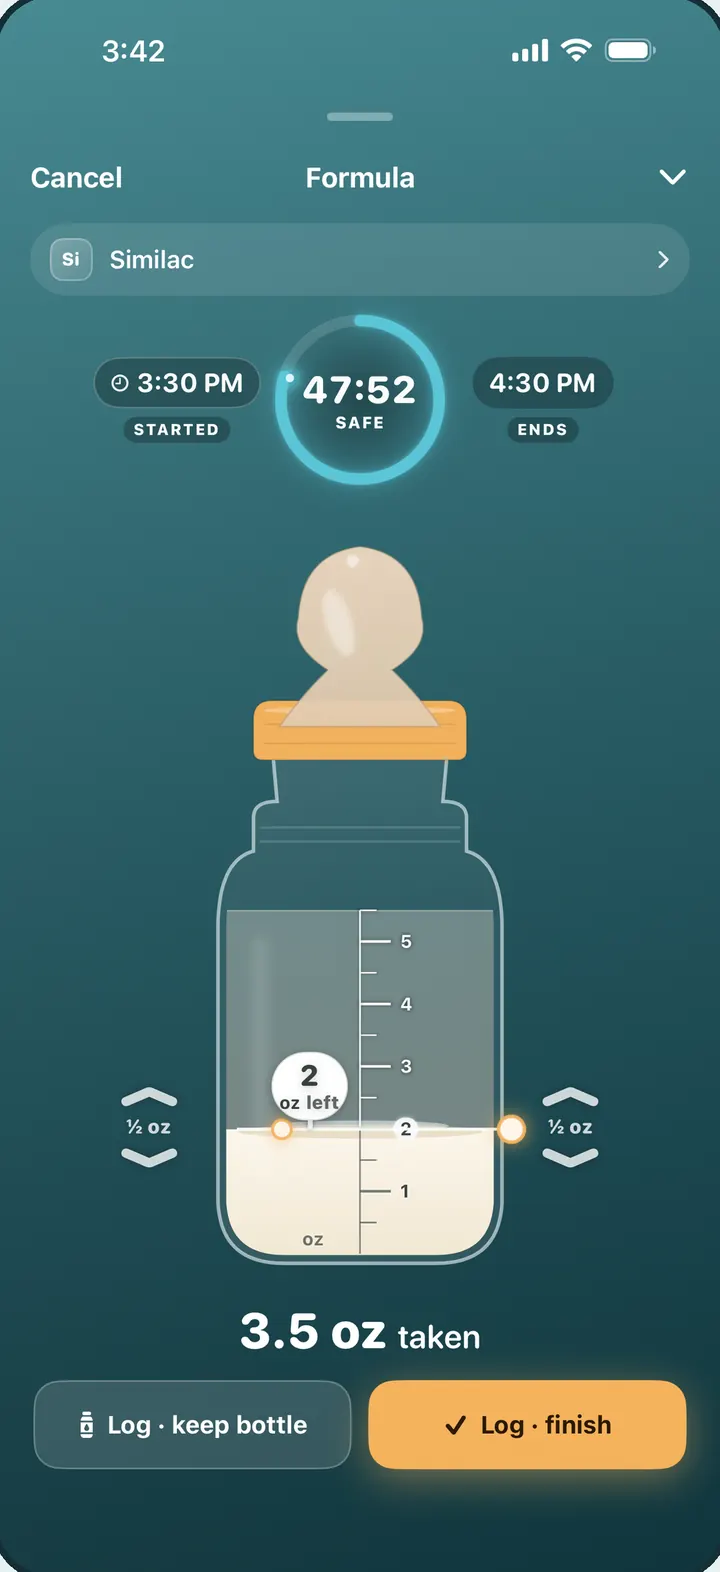 3:42
Cancel
Formula
Si
Similac
3:30 PM
STARTED
47:52
SAFE
4:30 PM
ENDS
5
4
3
2
oz left
½ oz
2
½ oz
1
oz
3.5 oz taken
Log · keep bottle
Log · finish